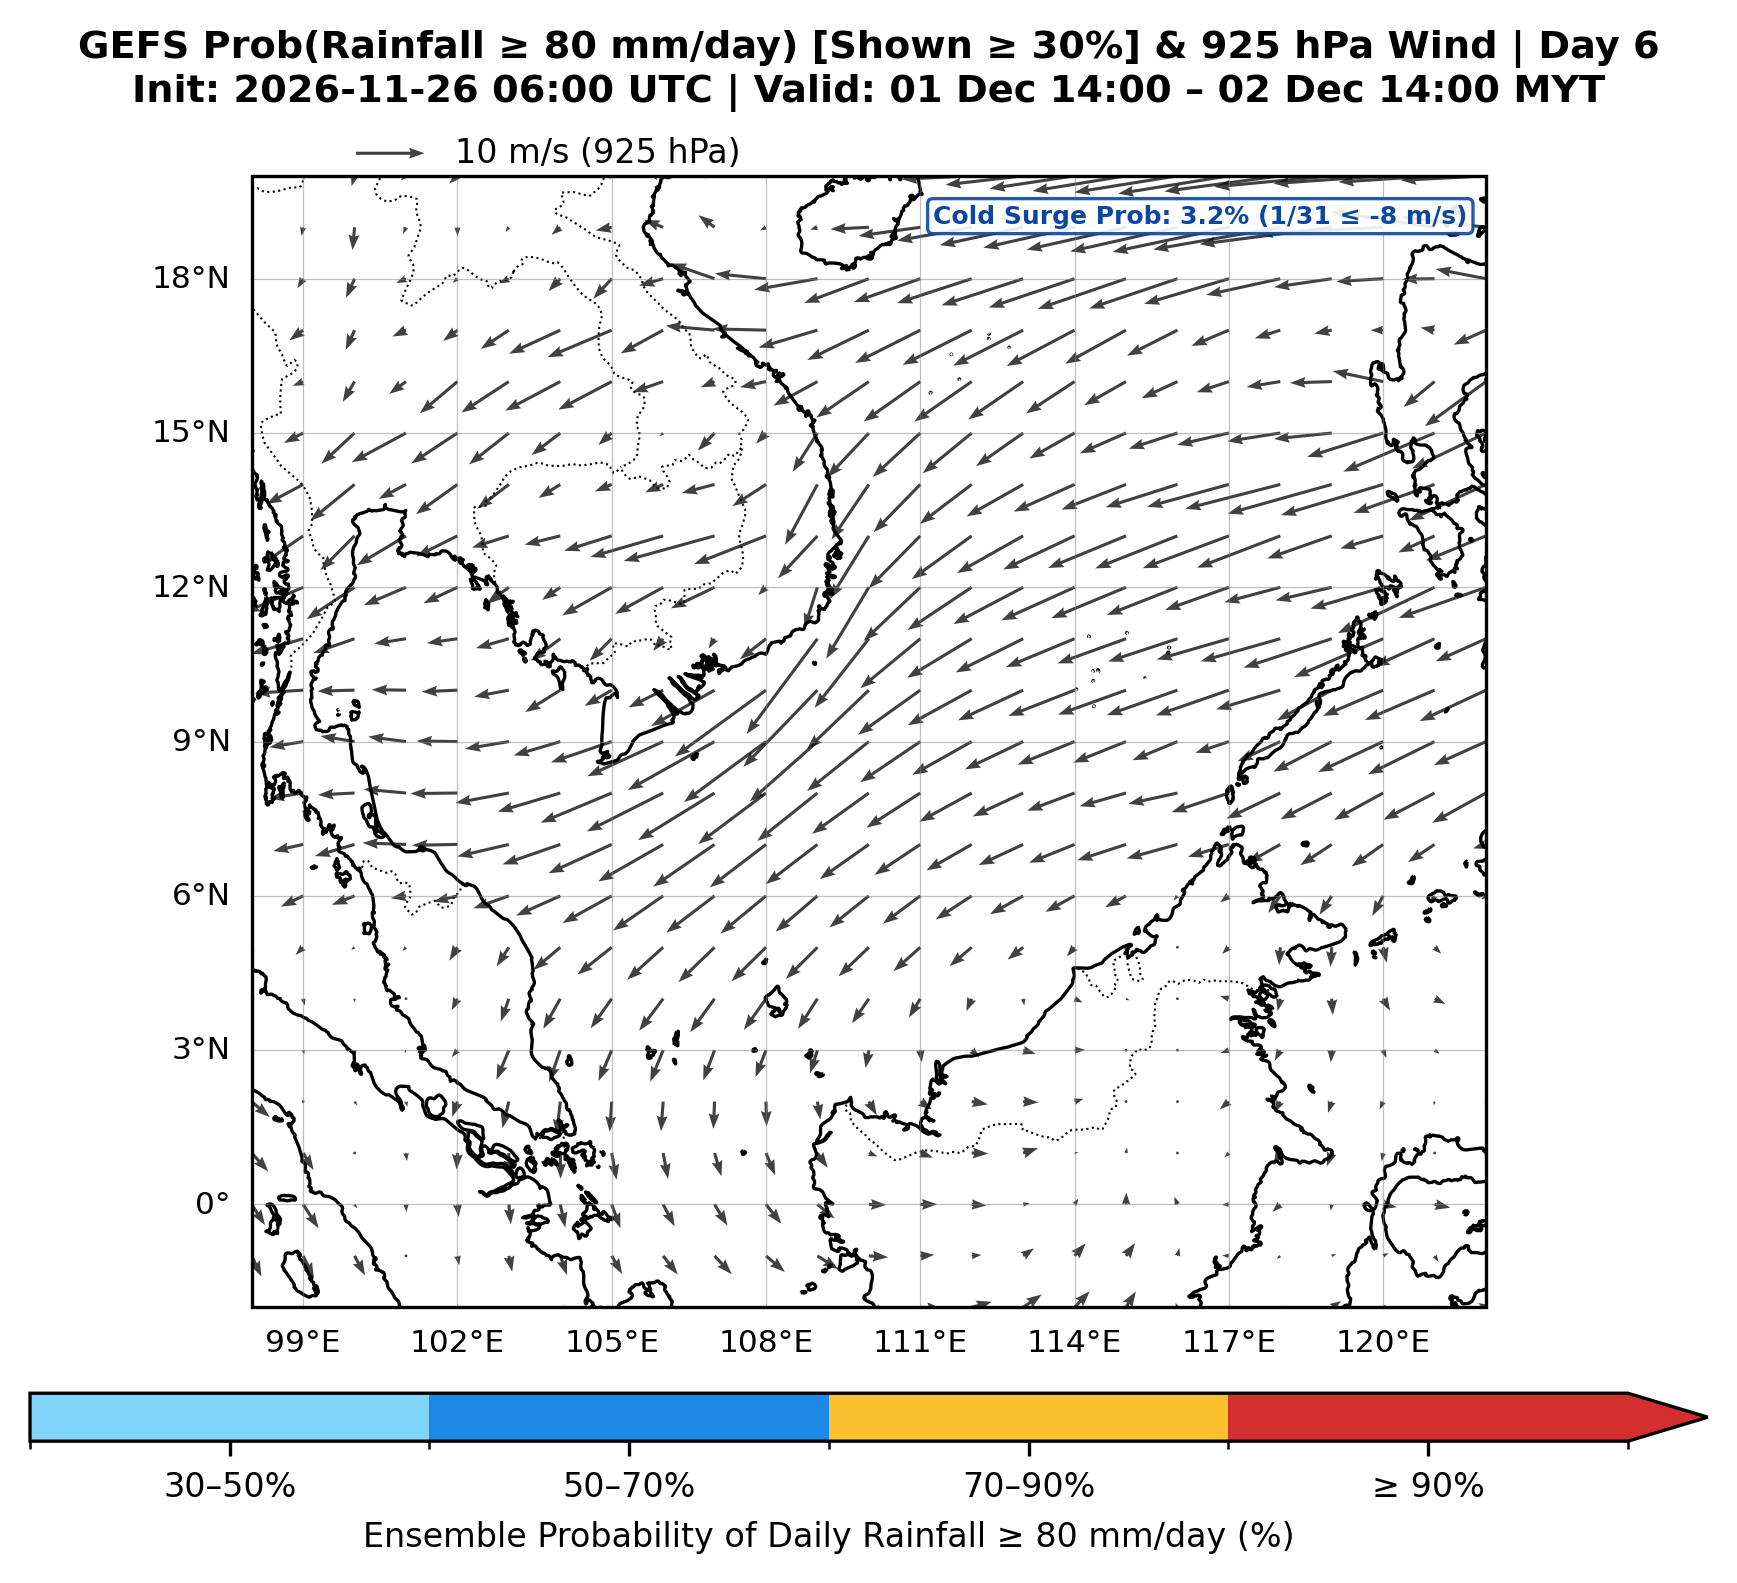 GEFS Prob(Rainfall ≥ 80 mm/day) [Shown ≥ 30%] & 925 hPa Wind | Day 6
Init: 2026-11-26 06:00 UTC | Valid: 01 Dec 14:00 – 02 Dec 14:00 MYT
10 m/s (925 hPa)
Cold Surge Prob: 3.2% (1/31 ≤ -8 m/s)
18°N
15°N
12°N
9°N
6°N
3°N
0°
99°E 102°E 105°E 108°E 111°E 114°E 117°E 120°E
30–50% 50–70% 70–90% ≥ 90%
Ensemble Probability of Daily Rainfall ≥ 80 mm/day (%)